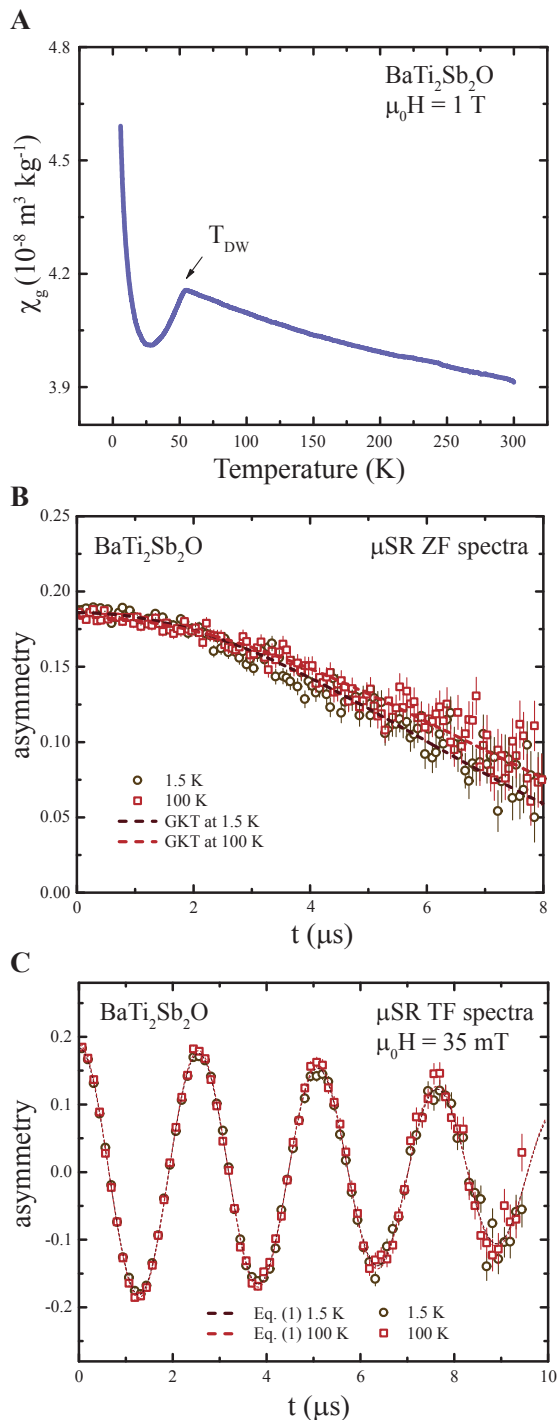 A
BaTi₂Sb₂O
μ₀H = 1 T
T_DW
χ_g (10⁻⁸ m³ kg⁻¹)
4.8
4.5
4.2
3.9
0 50 100 150 200 250 300
Temperature (K)
B
BaTi₂Sb₂O μSR ZF spectra
asymmetry
0.25
0.20
0.15
0.10
0.05
0.00
1.5 K
100 K
GKT at 1.5 K
GKT at 100 K
0 2 4 6 8
t (μs)
C
BaTi₂Sb₂O μSR TF spectra
μ₀H = 35 mT
asymmetry
0.2
0.1
0.0
-0.1
-0.2
Eq. (1) 1.5 K 1.5 K
Eq. (1) 100 K 100 K
0 2 4 6 8 10
t (μs)